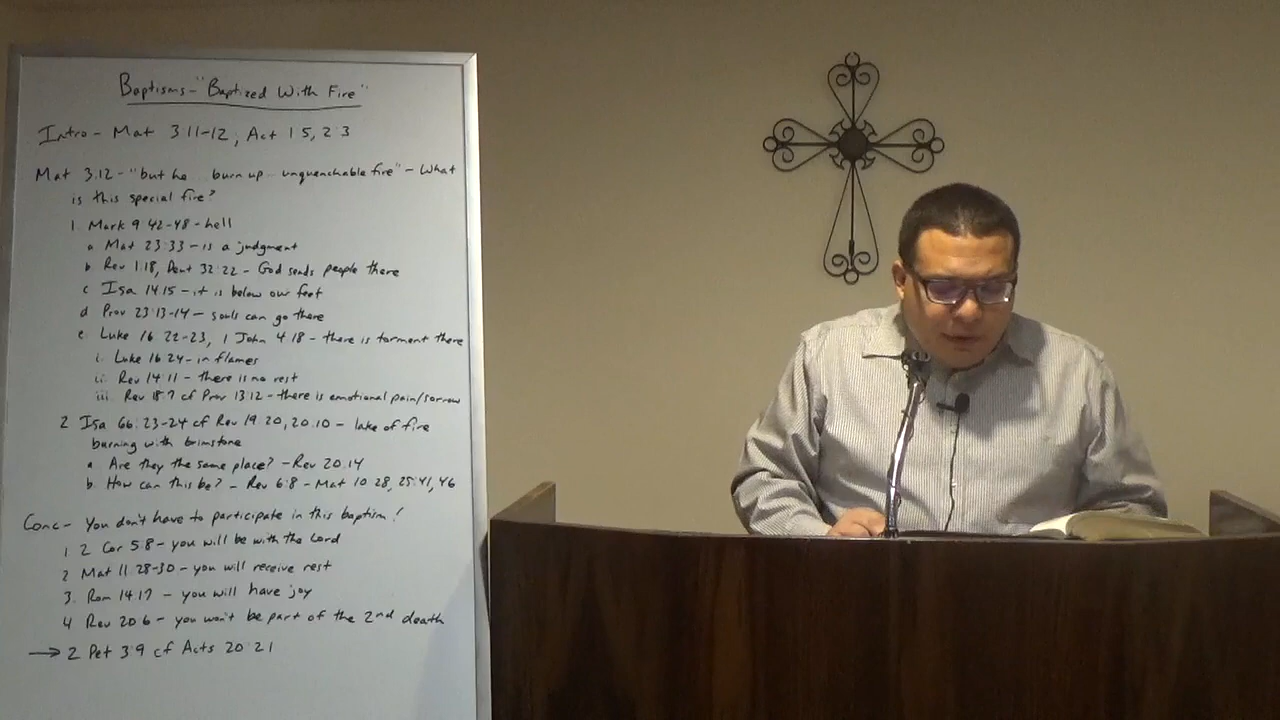 Baptisms - "Baptized With Fire"
Intro - Mat 3:11-12, Act 1:5, 2:3
Mat 3:12 - "but he... burn up... unquenchable fire" - What
is this special fire?
1. Mark 9:42-48 - hell
a. Mat 23:33 - is a judgment
b. Rev 1:18, Deut 32:22 - God sends people there
c. Isa 14:15 - it is below our feet
d. Prov 23:13-14 - souls can go there
e. Luke 16:22-23, 1 John 4:18 - there is torment there
i. Luke 16:24 - in flames
ii. Rev 14:11 - there is no rest
iii. Rev 18:7 cf Prov 13:12 - there is emotional pain/sorrow
2. Isa 66:23-24 cf Rev 19:20, 20:10 - lake of fire
burning with brimstone
a. Are they the same place? - Rev 20:14
b. How can this be? - Rev 6:8 - Mat 10:28, 25:41, 46
Conc - You don't have to participate in this baptism!
1. 2 Cor 5:8 - you will be with the Lord
2. Mat 11:28-30 - you will receive rest
3. Rom 14:17 - you will have joy
4. Rev 20:6 - you won't be part of the 2nd death
→ 2 Pet 3:9 cf Acts 20:21